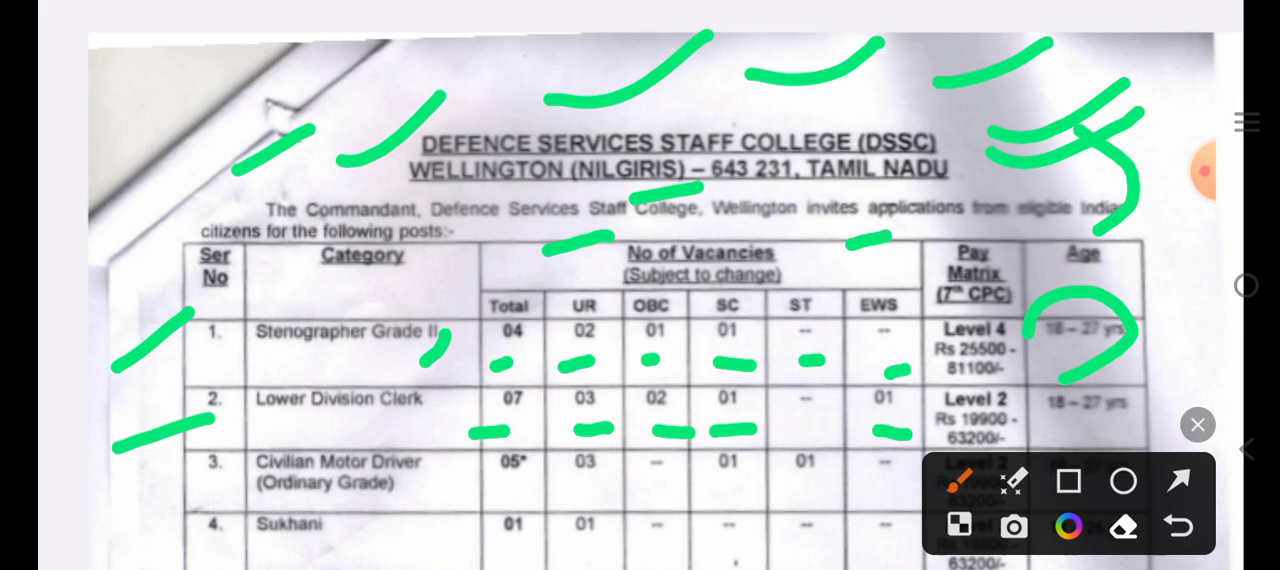 DEFENCE SERVICES STAFF COLLEGE (DSSC)
WELLINGTON (NILGIRIS) – 643 231, TAMIL NADU
The Commandant, Defence Services Staff College, Wellington invites applications from eligible Indian
citizens for the following posts:-
Ser No Category No of Vacancies (Subject to change) Pay Matrix (7th CPC) Age
Total UR OBC SC ST EWS
1. Stenographer Grade II 04 02 01 01 -- -- Level 4 18 – 27 yrs
Rs 25500 -
81100/-
2. Lower Division Clerk 07 03 02 01 -- 01 Level 2 18 – 27 yrs
Rs 19900 -
63200/-
3. Civilian Motor Driver 05* 03 -- 01 01 -- Level 2
(Ordinary Grade)
63200/-
4. Sukhani 01 01 -- -- -- --
63200/-